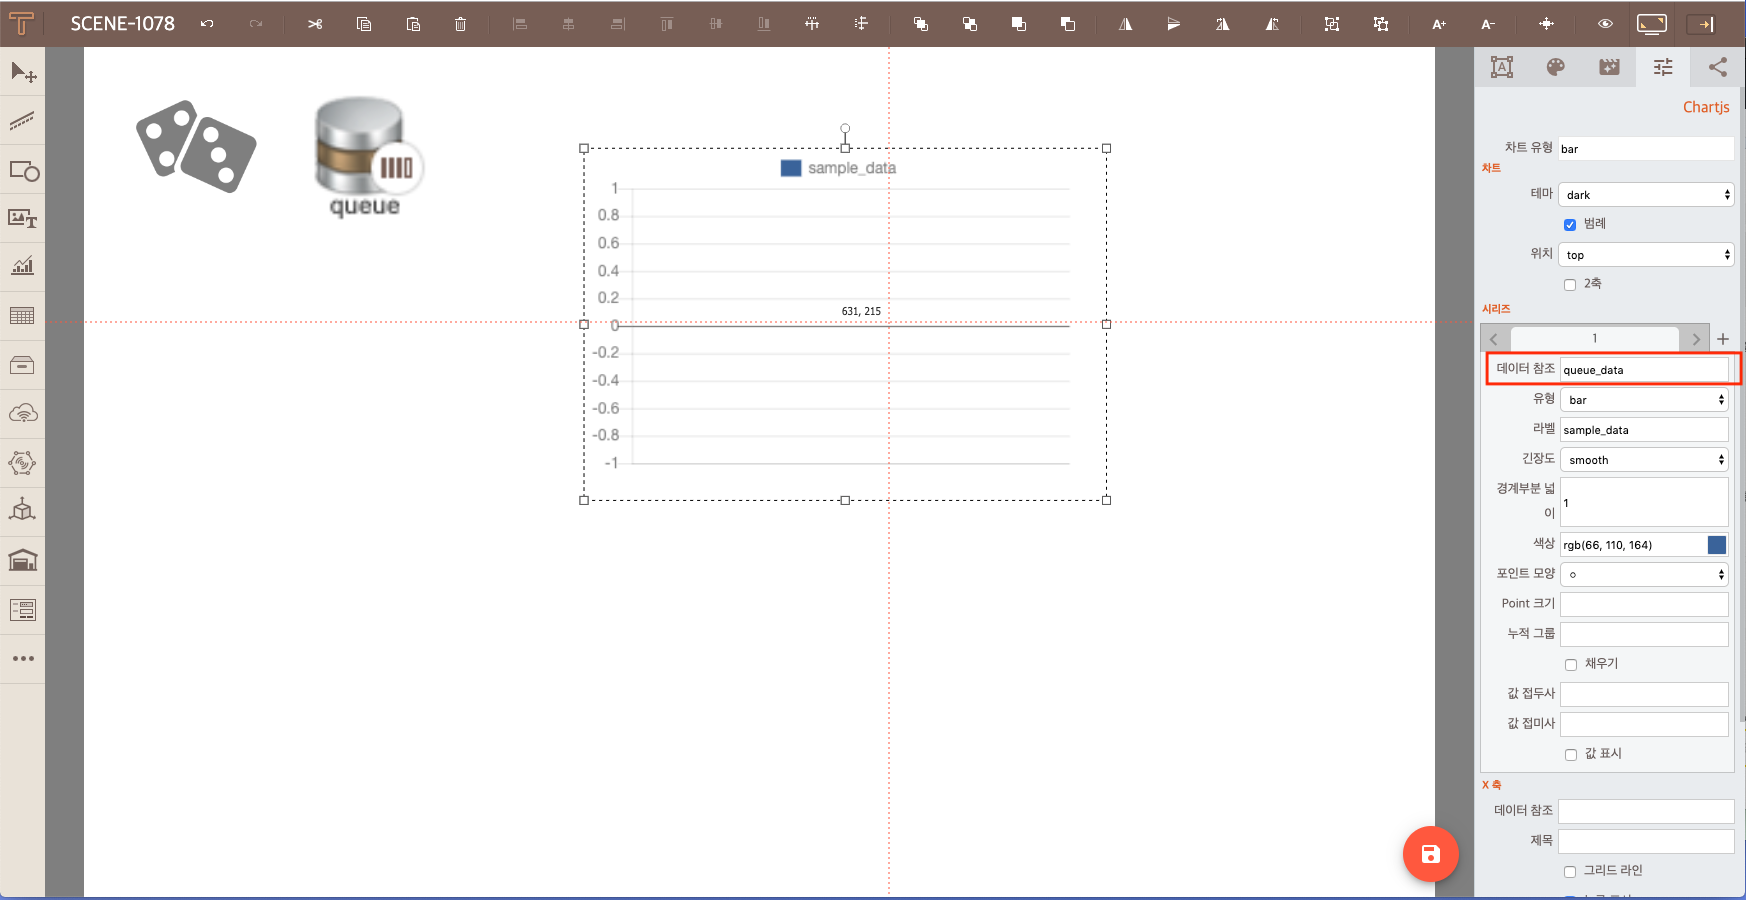 SCENE-1078
A+
A-
queue
sample_data
1
0.8
0.6
0.4
0.2
0
-0.2
-0.4
-0.6
-0.8
-1
631, 215
Chartjs
차트 유형 bar
차트
테마 dark
범례
위치 top
2축
시리즈
1
데이터 참조 queue_data
유형 bar
라벨 sample_data
긴장도 smooth
경계부분 넓
이 1
색상 rgb(66, 110, 164)
포인트 모양
Point 크기
누적 그룹
채우기
값 접두사
값 접미사
값 표시
X 축
데이터 참조
제목
그리드 라인